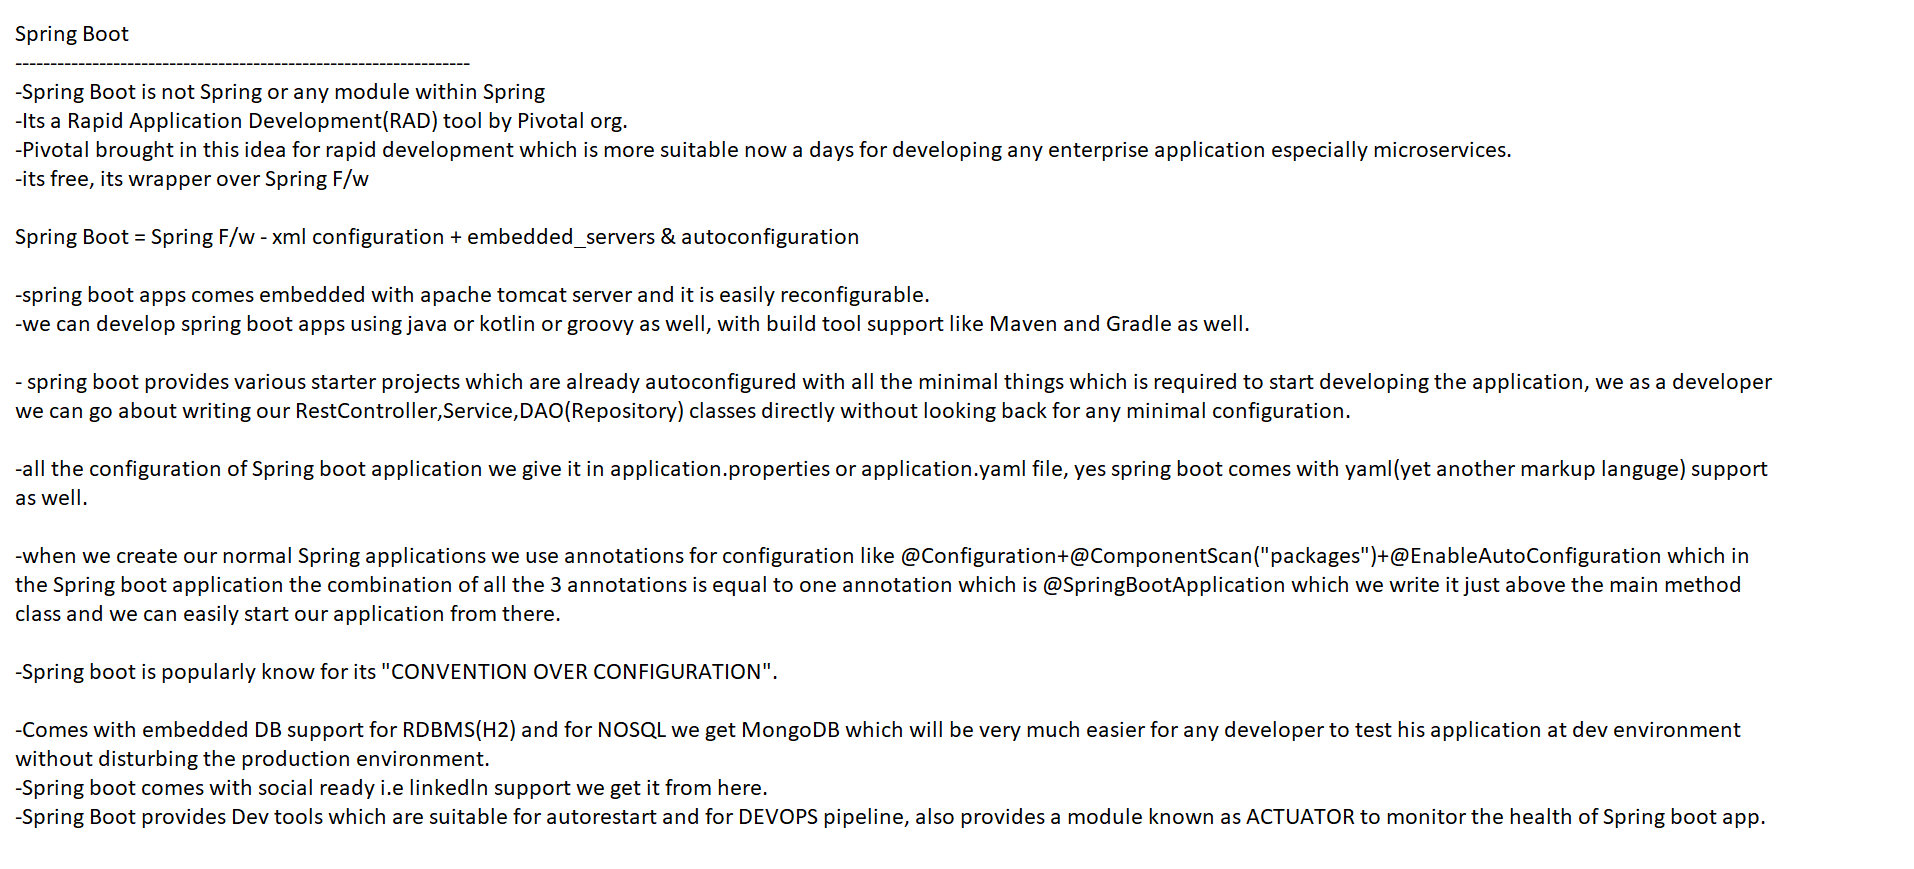 Spring Boot
-----------------------------------------------------------------
-Spring Boot is not Spring or any module within Spring
-Its a Rapid Application Development(RAD) tool by Pivotal org.
-Pivotal brought in this idea for rapid development which is more suitable now a days for developing any enterprise application especially microservices.
-its free, its wrapper over Spring F/w
Spring Boot = Spring F/w - xml configuration + embedded_servers & autoconfiguration
-spring boot apps comes embedded with apache tomcat server and it is easily reconfigurable.
-we can develop spring boot apps using java or kotlin or groovy as well, with build tool support like Maven and Gradle as well.
- spring boot provides various starter projects which are already autoconfigured with all the minimal things which is required to start developing the application, we as a developer
we can go about writing our RestController,Service,DAO(Repository) classes directly without looking back for any minimal configuration.
-all the configuration of Spring boot application we give it in application.properties or application.yaml file, yes spring boot comes with yaml(yet another markup languge) support
as well.
-when we create our normal Spring applications we use annotations for configuration like @Configuration+@ComponentScan("packages")+@EnableAutoConfiguration which in
the Spring boot application the combination of all the 3 annotations is equal to one annotation which is @SpringBootApplication which we write it just above the main method
class and we can easily start our application from there.
-Spring boot is popularly know for its "CONVENTION OVER CONFIGURATION".
-Comes with embedded DB support for RDBMS(H2) and for NOSQL we get MongoDB which will be very much easier for any developer to test his application at dev environment
without disturbing the production environment.
-Spring boot comes with social ready i.e linkedIn support we get it from here.
-Spring Boot provides Dev tools which are suitable for autorestart and for DEVOPS pipeline, also provides a module known as ACTUATOR to monitor the health of Spring boot app.